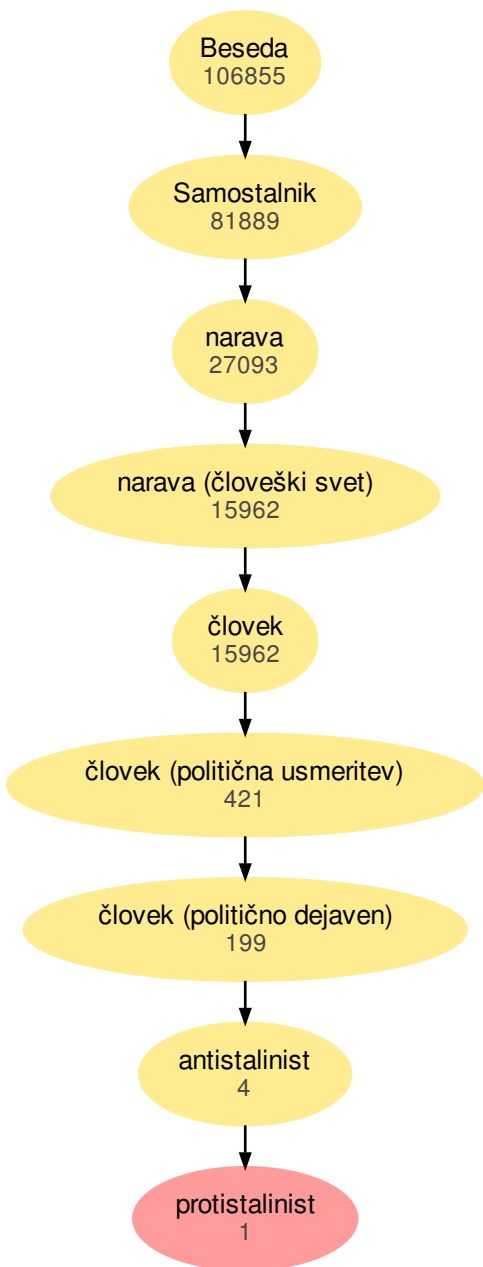 Beseda
106855
Samostalnik
81889
narava
27093
narava (človeški svet)
15962
človek
15962
človek (politična usmeritev)
421
človek (politično dejaven)
199
antistalinist
4
protistalinist
1